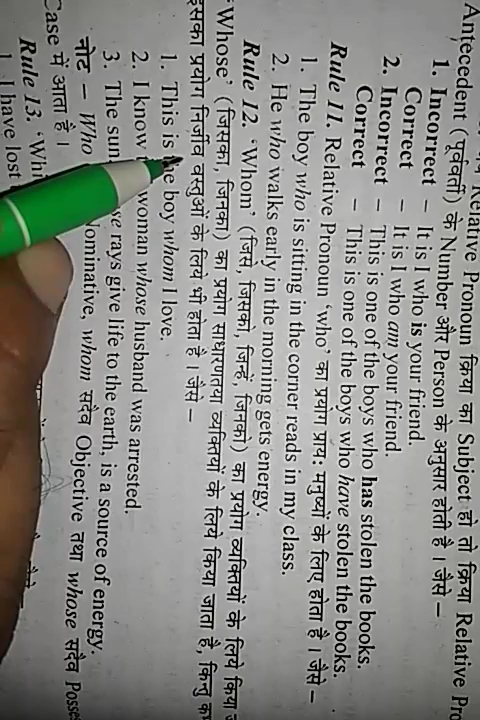 Relative Pronoun क्रिया का Subject हो तो क्रिया Relative Pro
Antecedent (पूर्ववर्ती) के Number और Person के अनुसार होती है । जैसे –
1. Incorrect – It is I who is your friend.
Correct – It is I who am your friend.
2. Incorrect – This is one of the boys who has stolen the books.
Correct – This is one of the boys who have stolen the books.
Rule 11. Relative Pronoun 'who' का प्रयोग प्राय: मनुष्यों के लिए होता है । जैसे –
1. The boy who is sitting in the corner reads in my class.
2. He who walks early in the morning gets energy.
Rule 12. 'Whom' (जिसे, जिसको, जिन्हें, जिनको) का प्रयोग व्यक्तियों के लिये किया
Whose' (जिसका, जिनका) का प्रयोग साधारणतया व्यक्तियों के लिये किया जाता है, किन्तु
इसका प्रयोग निर्जीव वस्तुओं के लिये भी होता है । जैसे –
1. This is the boy whom I love.
2. I know woman whose husband was arrested.
3. The sun rays give life to the earth, is a source of energy.
नोट – Who Nominative, whom सदैव Objective तथा whose सदैव Posses
Case में आता है ।
Rule 13.
1. I have lost